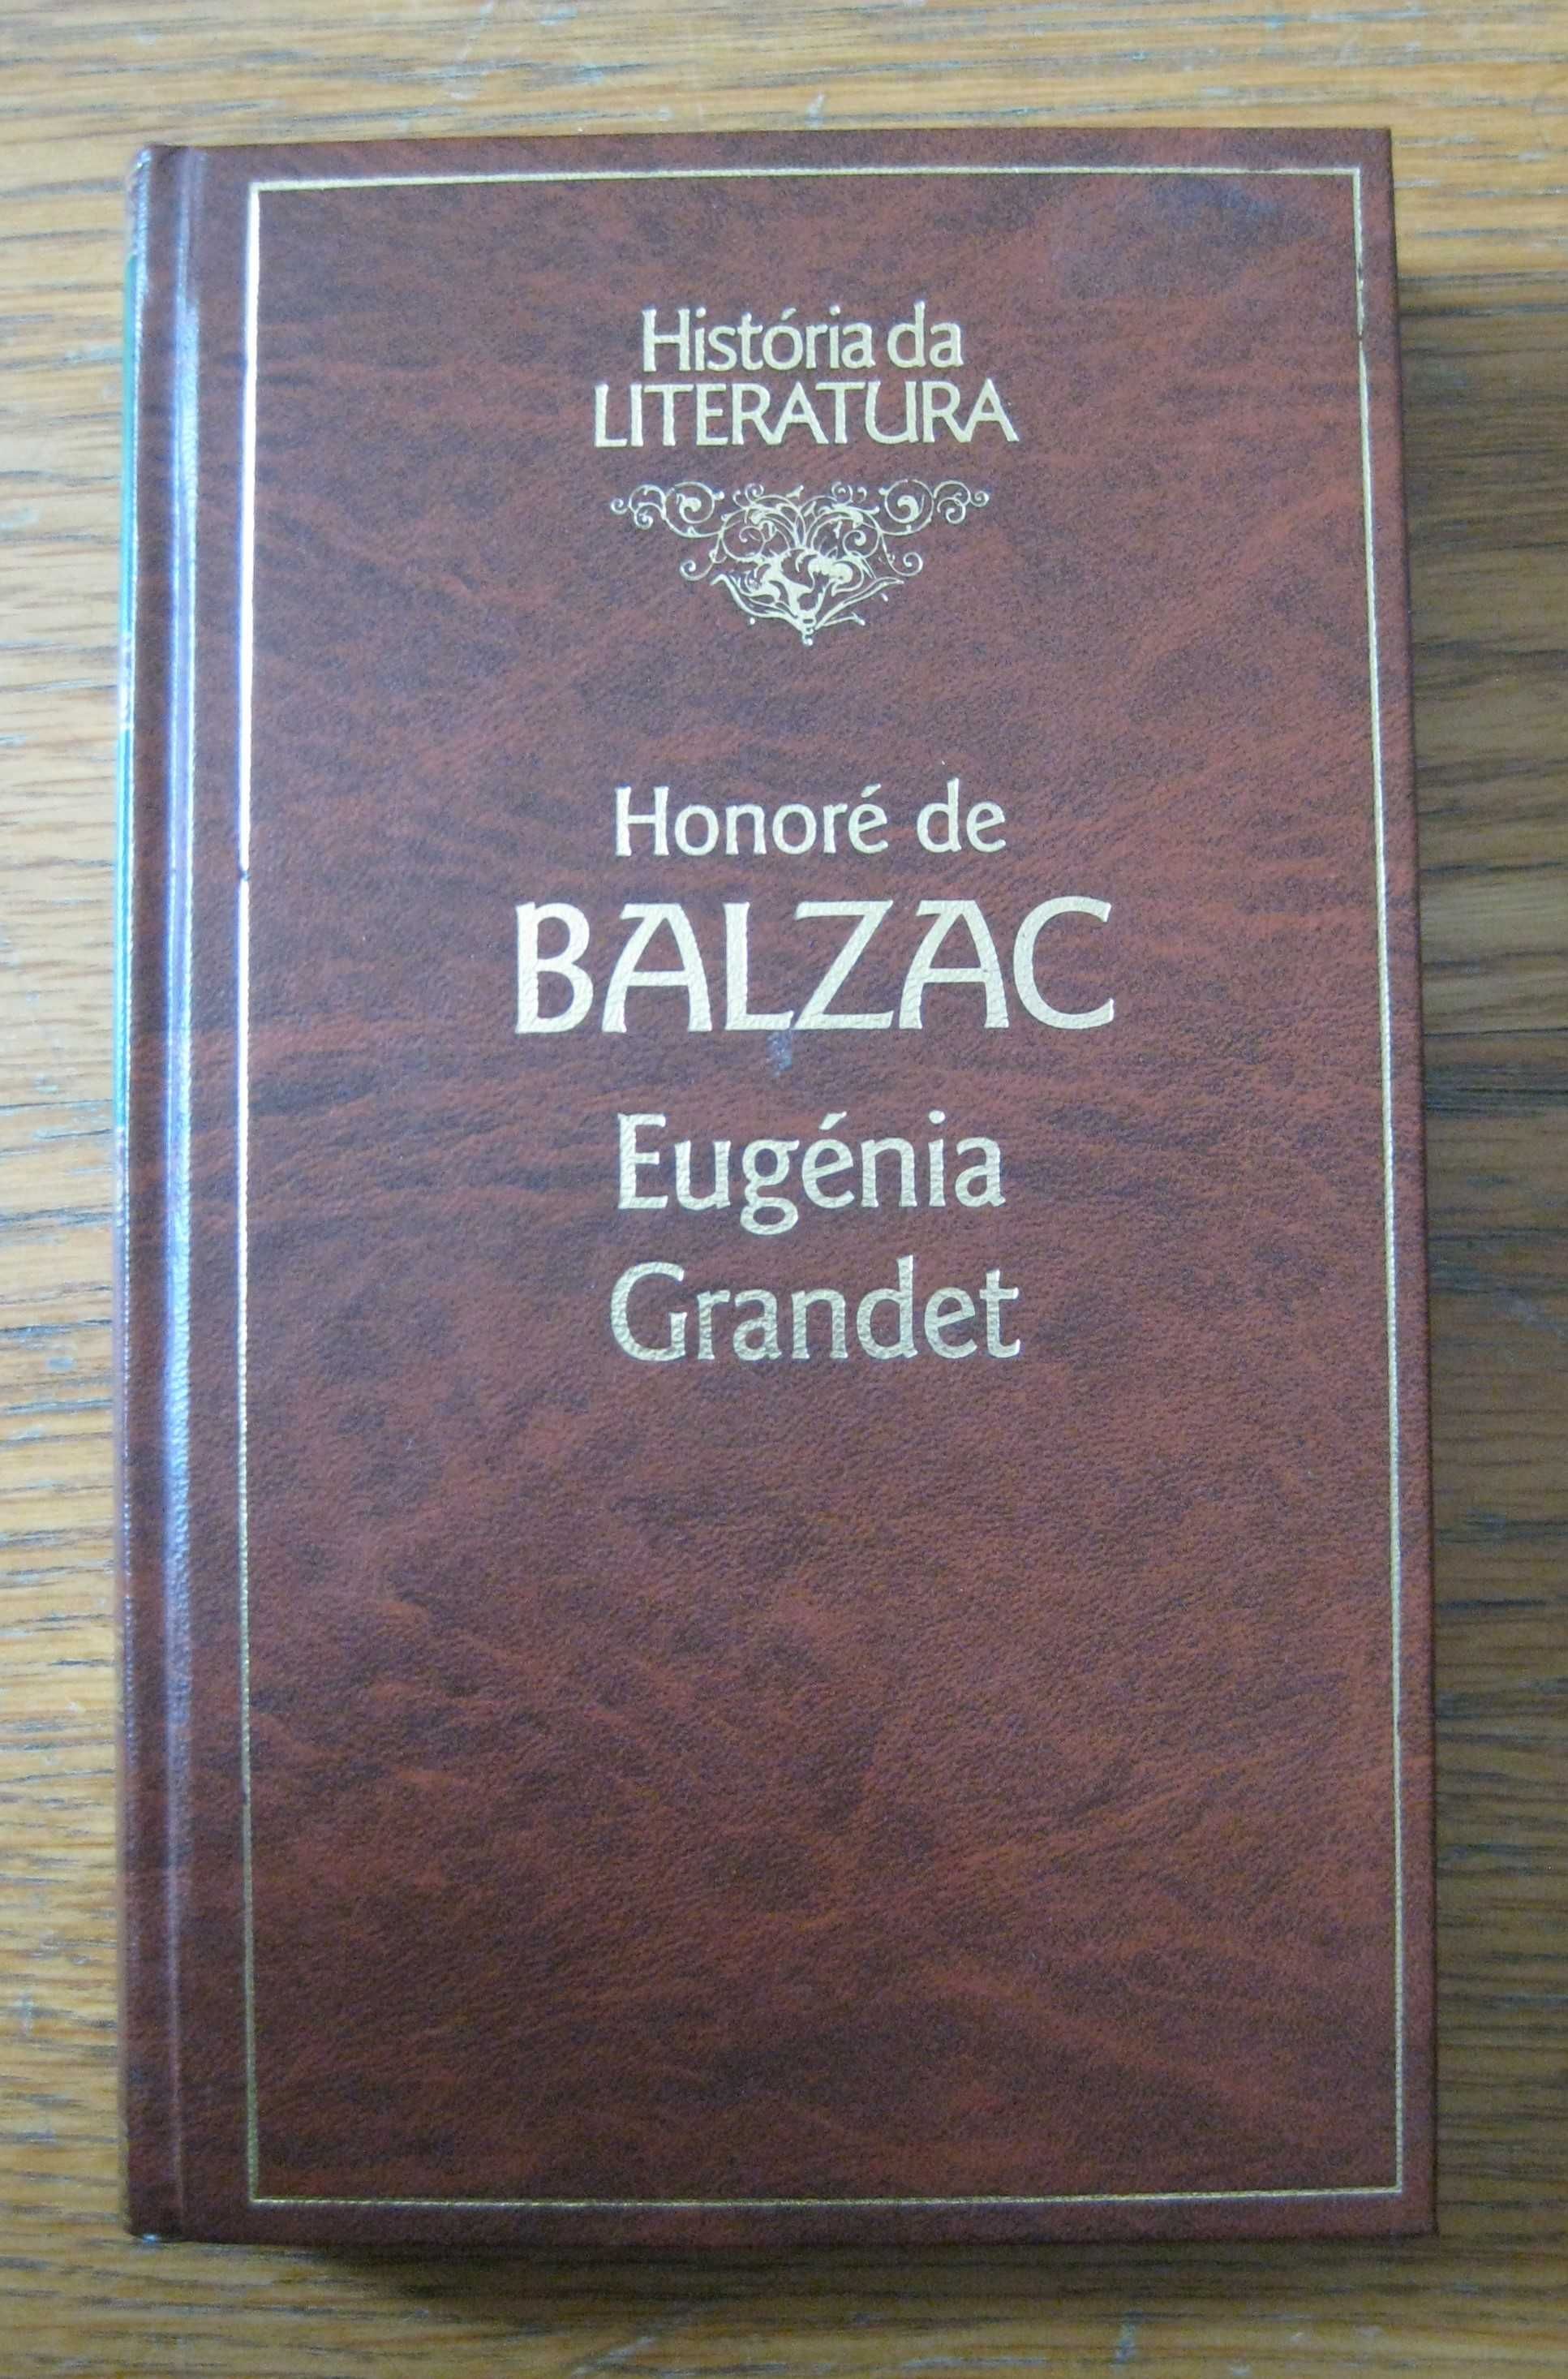 História da
LITERATURA
Honoré de
BALZAC
Eugénia
Grandet